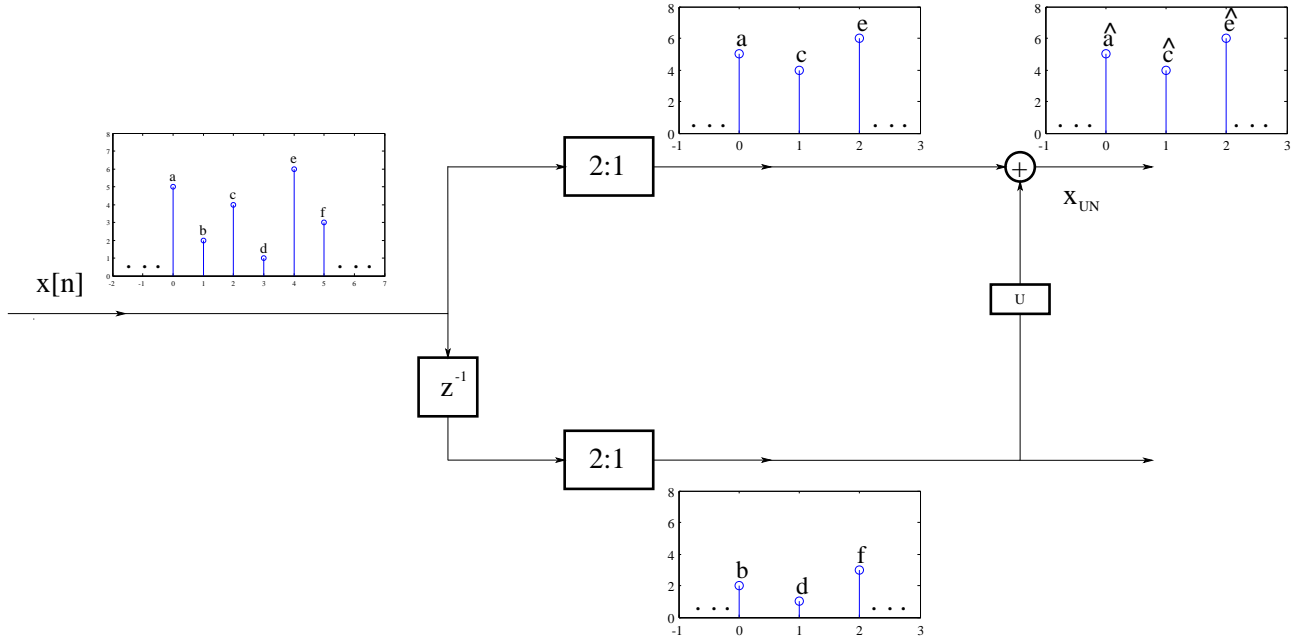 8
6
4
2
0
-1 0 1 2 3
a
c
e
. . .
. . .
8
6
4
2
0
-1 0 1 2 3
â
ĉ
ê
. . .
. . .
8
7
6
5
4
3
2
1
0
-2 -1 0 1 2 3 4 5 6 7
a
b
c
d
e
f
. . .
. . .
2:1
+
x_UN
x[n]
U
z^-1
2:1
8
6
4
2
0
-1 0 1 2 3
b
d
f
. . .
. . .